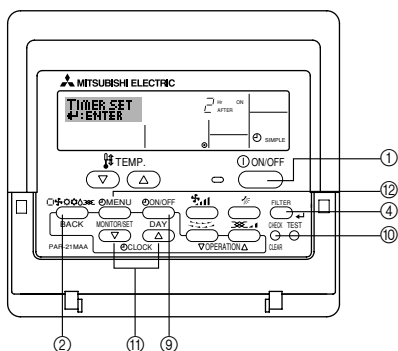 MITSUBISHI ELECTRIC
TIMER SET
↵:ENTER
2 Hr ON
AFTER
SIMPLE
TEMP.
ON/OFF
▽ △
①
⑫
MENU ON/OFF FILTER
④
BACK MONITOR/SET DAY CHECK TEST
⑩
PAR-21MAA ▽ △ ▽OPERATION△ CLEAR
CLOCK
② ⑪ ⑨